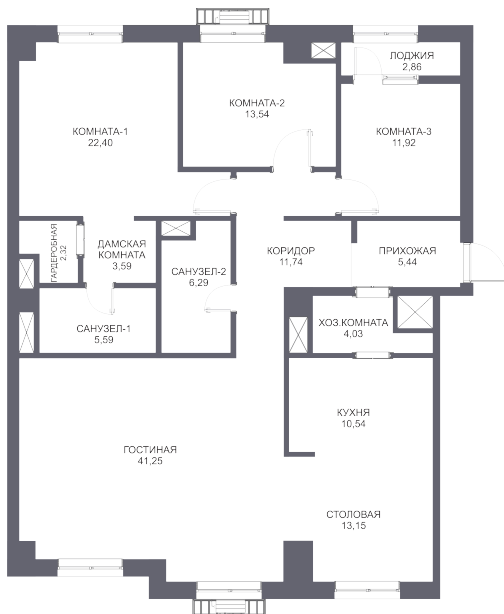 ЛОДЖИЯ
2,86
КОМНАТА-1
22,40
КОМНАТА-2
13,54
КОМНАТА-3
11,92
ГАРДЕРОБНАЯ
2,32
ДАМСКАЯ
КОМНАТА
3,59
САНУЗЕЛ-2
6,29
КОРИДОР
11,74
ПРИХОЖАЯ
5,44
САНУЗЕЛ-1
5,59
ХОЗ.КОМНАТА
4,03
КУХНЯ
10,54
ГОСТИНАЯ
41,25
СТОЛОВАЯ
13,15